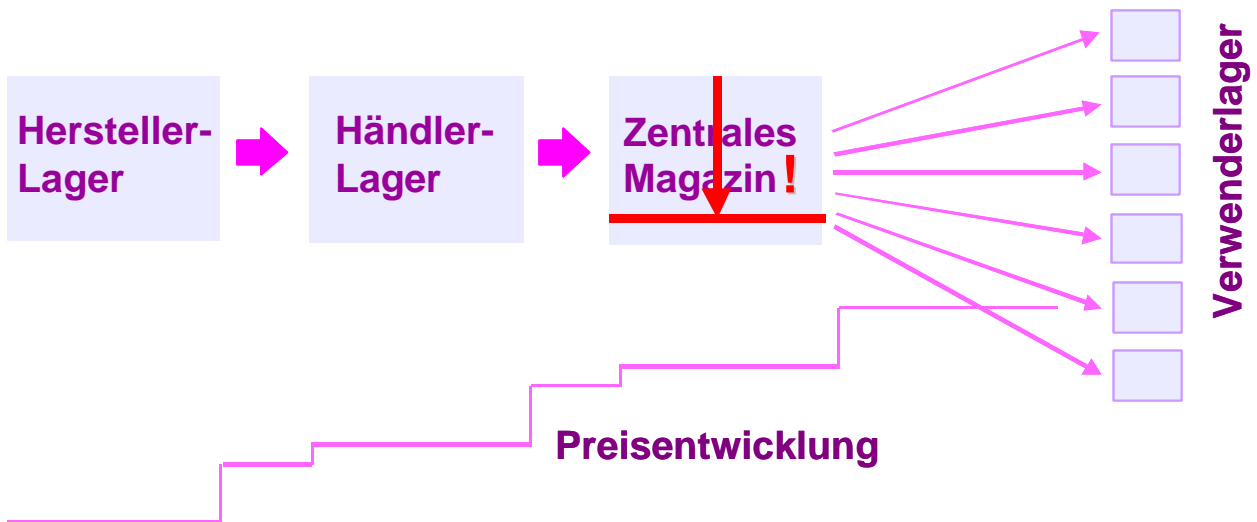 Hersteller-
Lager
Händler-
Lager
Zentrales
Magazin!
Verwenderlager
Preisentwicklung